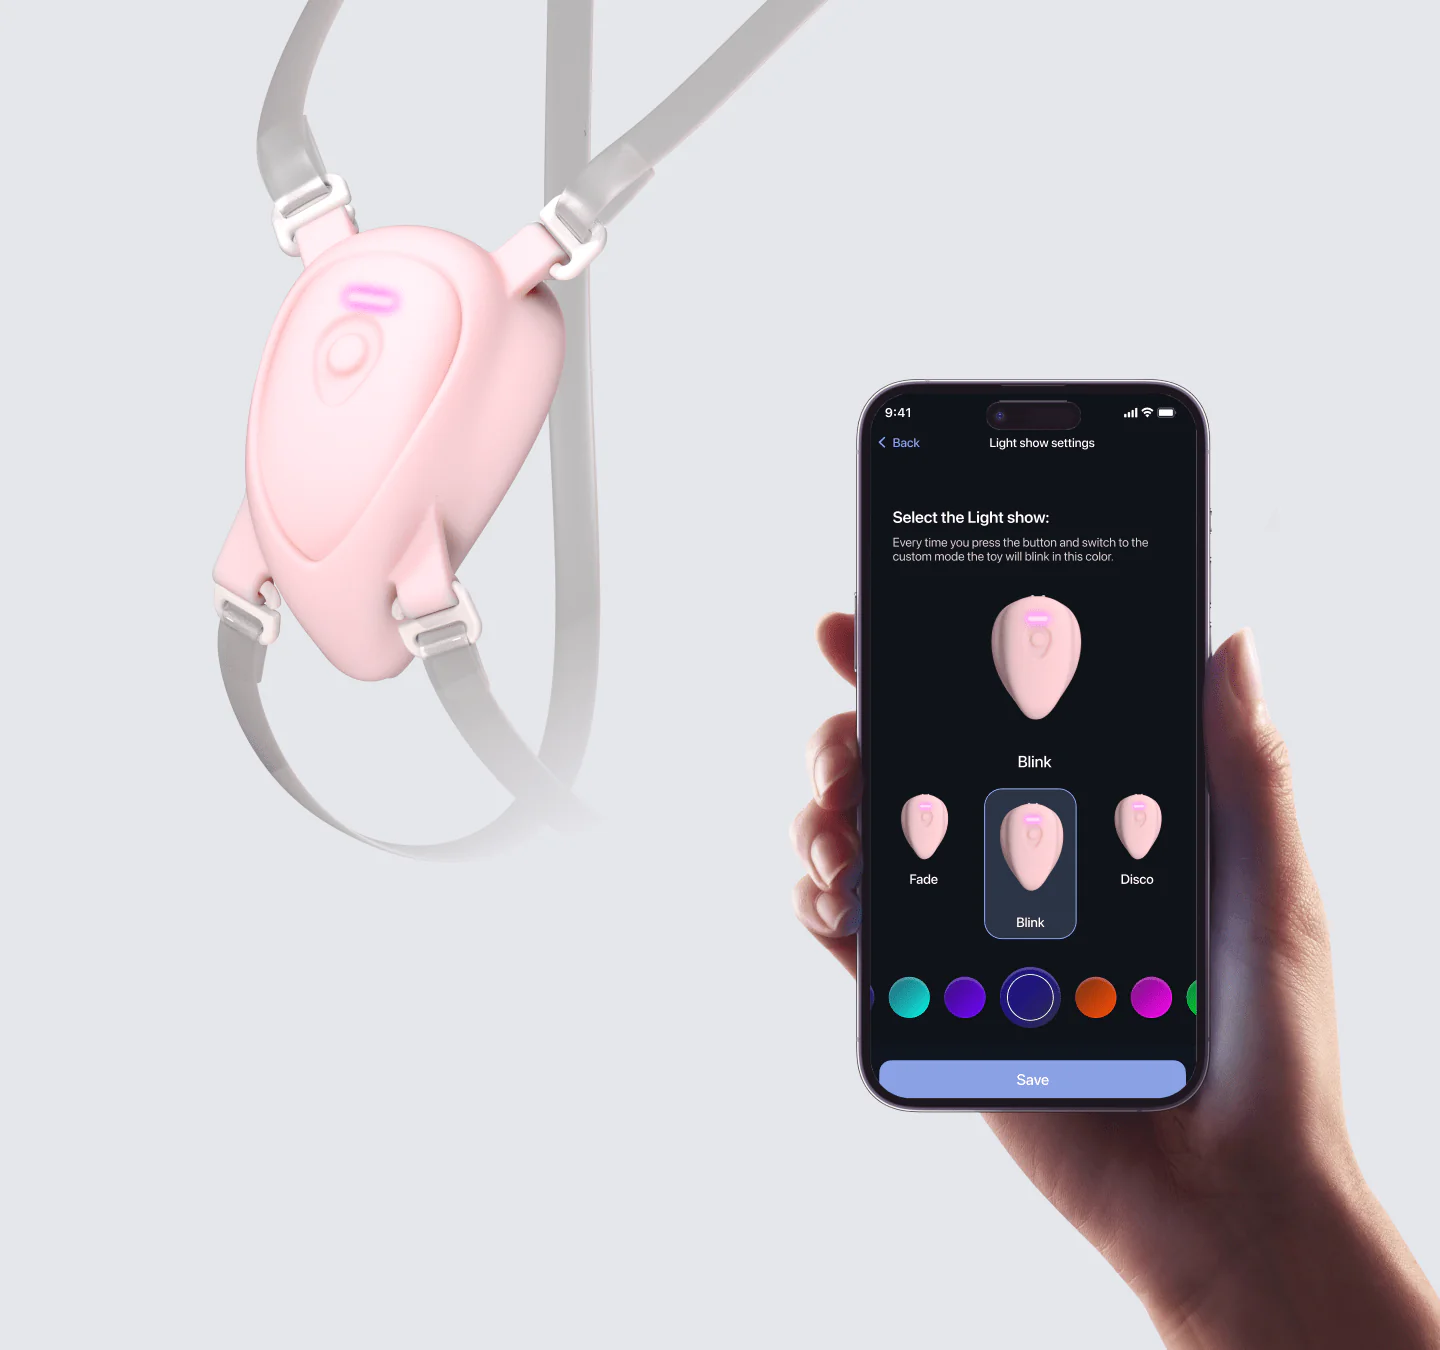 9:41
Back
Light show settings
Select the Light show:
Every time you press the button and switch to the
custom mode the toy will blink in this color.
Blink
Fade
Blink
Disco
Save